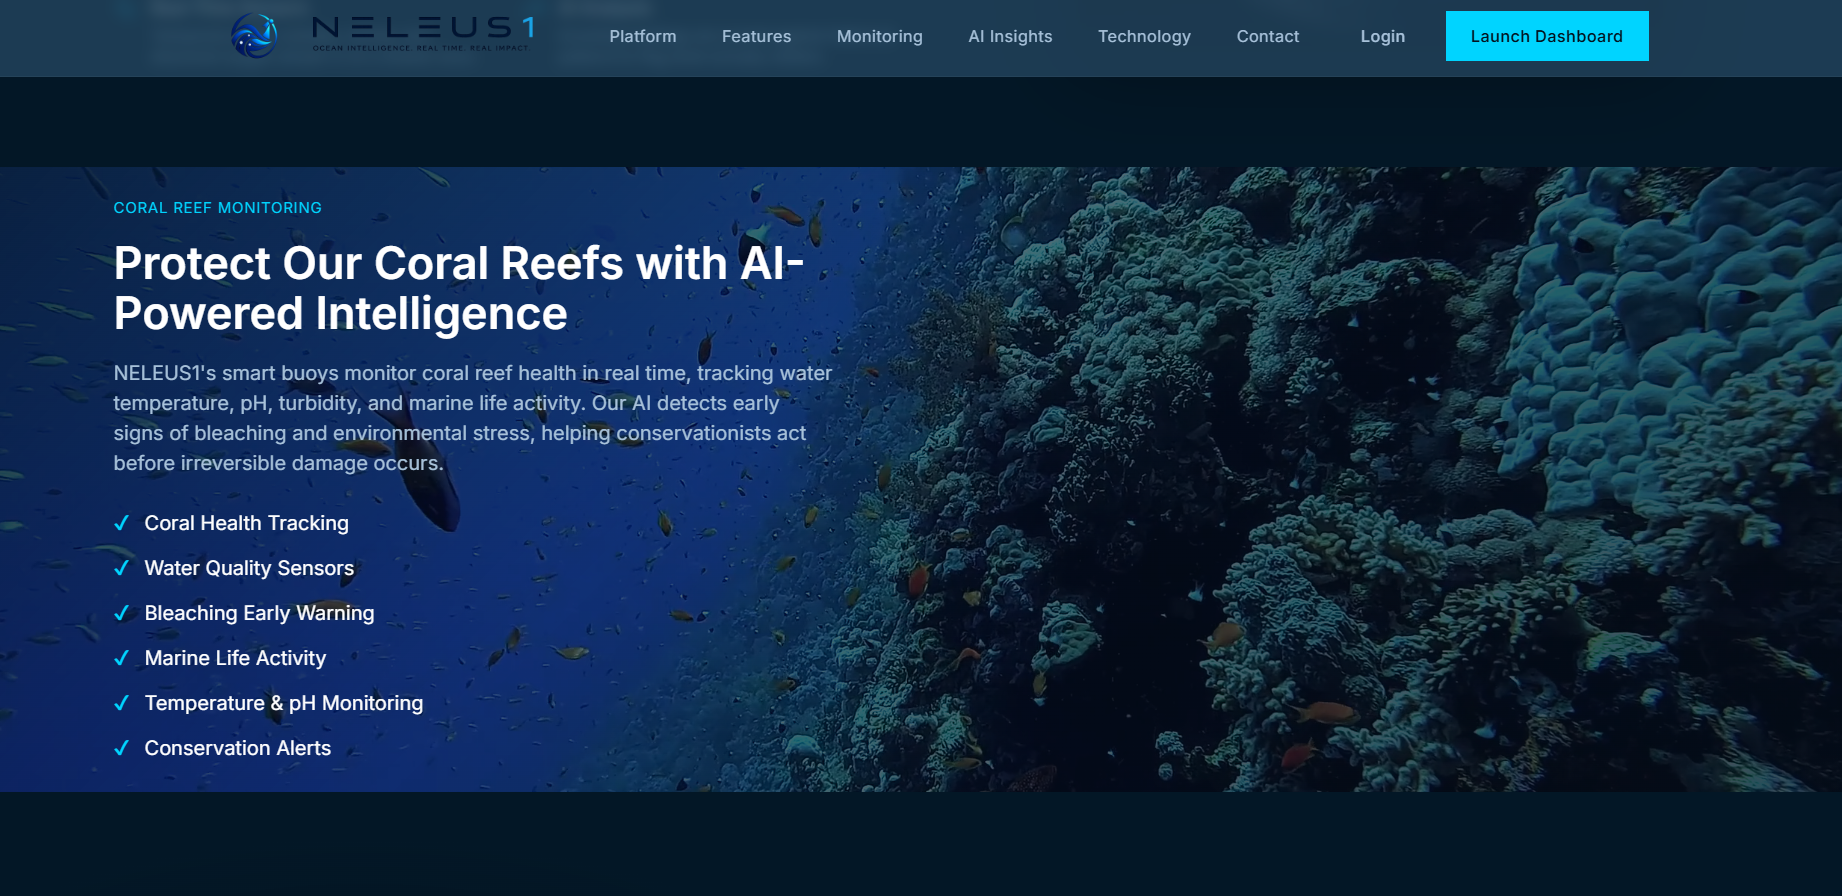 NELEUS 1
OCEAN INTELLIGENCE. REAL TIME. REAL IMPACT
Platform
Features
Monitoring
AI Insights
Technology
Contact
Login
Launch Dashboard
CORAL REEF MONITORING
Protect Our Coral Reefs with AI-
Powered Intelligence
NELEUS1's smart buoys monitor coral reef health in real time, tracking water
temperature, pH, turbidity, and marine life activity. Our AI detects early
signs of bleaching and environmental stress, helping conservationists act
before irreversible damage occurs.
✓ Coral Health Tracking
✓ Water Quality Sensors
✓ Bleaching Early Warning
✓ Marine Life Activity
✓ Temperature & pH Monitoring
✓ Conservation Alerts